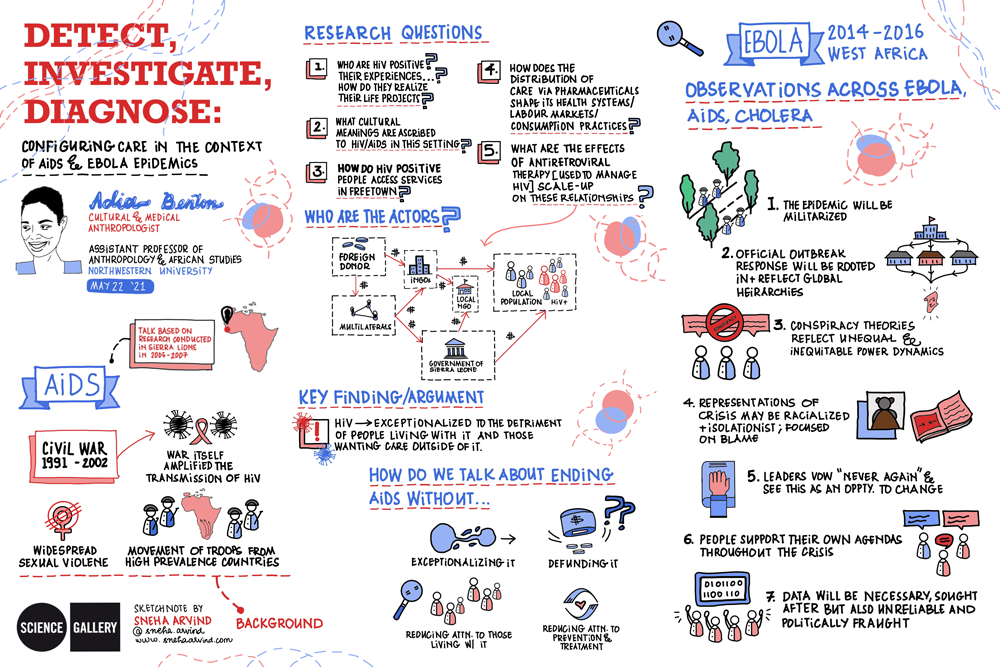 DETECT,
INVESTIGATE,
DIAGNOSE:
CONFIGURING CARE IN THE CONTEXT
OF AIDS & EBOLA EPIDEMICS
Adia Benton
CULTURAL & MEDICAL
ANTHROPOLOGIST
ASSISTANT PROFESSOR OF
ANTHROPOLOGY & AFRICAN STUDIES
NORTHWESTERN UNIVERSITY
MAY 22 '21
TALK BASED ON
RESEARCH CONDUCTED
IN SIERRA LIONE
IN 2005-2007
AIDS
CIVIL WAR
1991 - 2002
WAR ITSELF
AMPLIFIED THE
TRANSMISSION OF HIV
WIDESPREAD
SEXUAL VIOLENE
MOVEMENT OF TROOPS FROM
HIGH PREVALENCE COUNTRIES
BACKGROUND
SCIENCE
GALLERY
SKETCHNOTE BY
SNEHA ARVIND
@sneha.arvind
www.snehaarvind.com
RESEARCH QUESTIONS
1. WHO ARE HIV POSITIVE?
THEIR EXPERIENCES...?
HOW DO THEY REALIZE
THEIR LIFE PROJECTS?
2. WHAT CULTURAL
MEANINGS ARE ASCRIBED
TO HIV/AIDS IN THIS SETTING?
3. HOW DO HIV POSITIVE
PEOPLE ACCESS SERVICES
IN FREETOWN?
4. HOW DOES THE
DISTRIBUTION OF
CARE VIA PHARMACEUTICALS
SHAPE ITS HEALTH SYSTEMS/
LABOUR MARKETS/
CONSUMPTION PRACTICES?
5. WHAT ARE THE EFFECTS
OF ANTIRETROVIRAL
THERAPY [USED TO MANAGE
HIV] SCALE-UP
ON THESE RELATIONSHIPS?
WHO ARE THE ACTORS?
FOREIGN
DONOR
#
iNGOs
#
#
#
LOCAL
NGO
LOCAL
POPULATION
HIV+
#
MULTILATERALS
#
#
#
GOVERNMENT OF
SIERRA LEONE
KEY FINDING/ARGUMENT
! HIV → EXCEPTIONALIZED TO THE DETRIMENT
OF PEOPLE LIVING WITH IT AND THOSE
WANTING CARE OUTSIDE OF IT.
HOW DO WE TALK ABOUT ENDING
AIDS WITHOUT...
EXCEPTIONALIZING IT
$ ??
DEFUNDING IT
REDUCING ATTN. TO THOSE
LIVING W/ IT
REDUCING ATTN. TO
PREVENTION &
TREATMENT
EBOLA
2014-2016
WEST AFRICA
OBSERVATIONS ACROSS EBOLA,
AIDS, CHOLERA
1. THE EPIDEMIC WILL BE
MILITARIZED
2. OFFICIAL OUTBREAK
RESPONSE WILL BE ROOTED
IN + REFLECT GLOBAL
HEIRARCHIES
3. CONSPIRACY THEORIES
REFLECT UNEQUAL &
INEQUITABLE POWER DYNAMICS
4. REPRESENTATIONS OF
CRISIS MAY BE RACIALIZED
+ ISOLATIONIST; FOCUSED
ON BLAME
5. LEADERS VOW "NEVER AGAIN" &
SEE THIS AS AN OPPTY. TO CHANGE
6. PEOPLE SUPPORT THEIR OWN AGENDAS
THROUGHOUT THE CRISIS
0101100
1100 110
7. DATA WILL BE NECESSARY, SOUGHT
AFTER BUT ALSO UNRELIABLE AND
POLITICALLY FRAUGHT